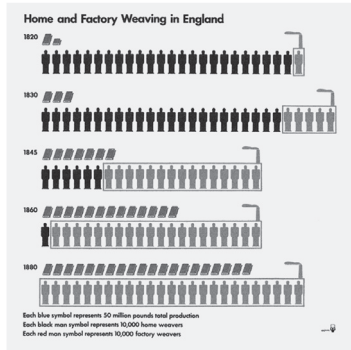 Home and Factory Weaving in England
1820
1830
1845
1860
1880
Each blue symbol represents 50 million pounds total production
Each black man symbol represents 10,000 home weavers
Each red man symbol represents 10,000 factory weavers